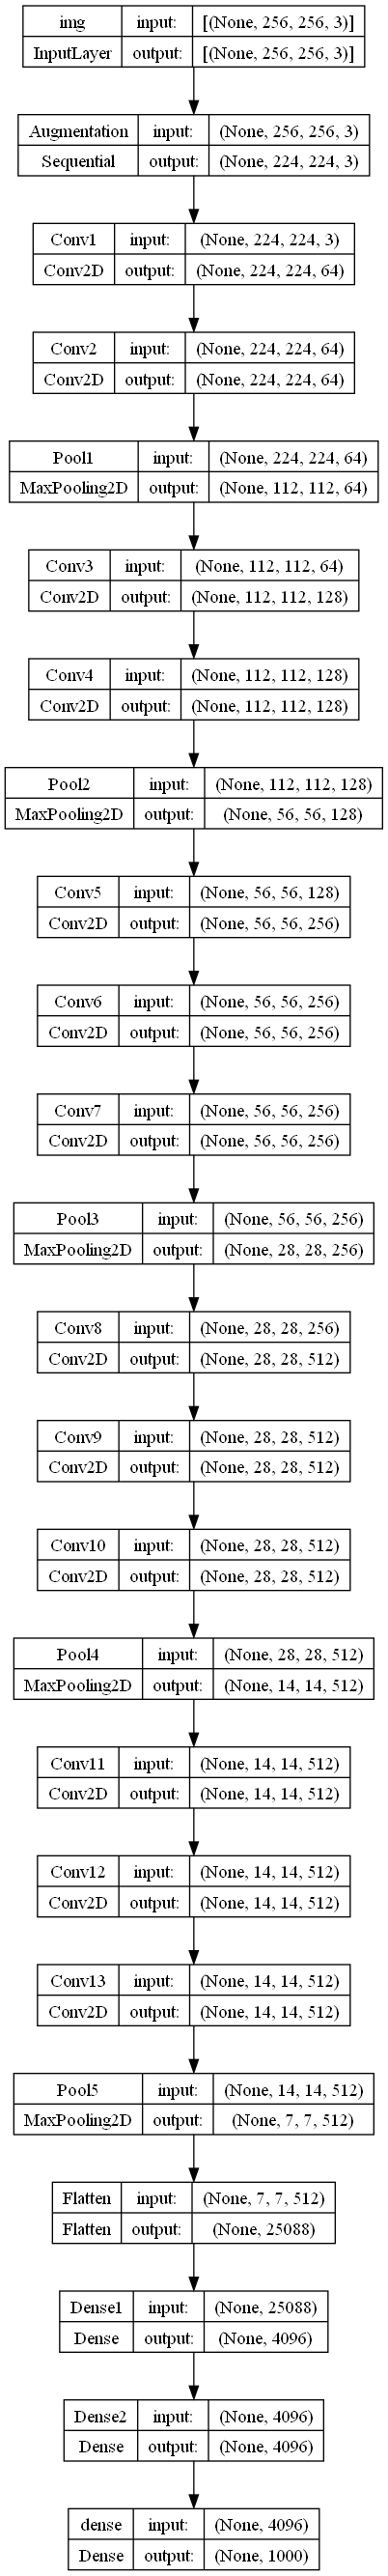 img input: [(None, 256, 256, 3)]
InputLayer output: [(None, 256, 256, 3)]
Augmentation input: (None, 256, 256, 3)
Sequential output: (None, 224, 224, 3)
Conv1 input: (None, 224, 224, 3)
Conv2D output: (None, 224, 224, 64)
Conv2 input: (None, 224, 224, 64)
Conv2D output: (None, 224, 224, 64)
Pool1 input: (None, 224, 224, 64)
MaxPooling2D output: (None, 112, 112, 64)
Conv3 input: (None, 112, 112, 64)
Conv2D output: (None, 112, 112, 128)
Conv4 input: (None, 112, 112, 128)
Conv2D output: (None, 112, 112, 128)
Pool2 input: (None, 112, 112, 128)
MaxPooling2D output: (None, 56, 56, 128)
Conv5 input: (None, 56, 56, 128)
Conv2D output: (None, 56, 56, 256)
Conv6 input: (None, 56, 56, 256)
Conv2D output: (None, 56, 56, 256)
Conv7 input: (None, 56, 56, 256)
Conv2D output: (None, 56, 56, 256)
Pool3 input: (None, 56, 56, 256)
MaxPooling2D output: (None, 28, 28, 256)
Conv8 input: (None, 28, 28, 256)
Conv2D output: (None, 28, 28, 512)
Conv9 input: (None, 28, 28, 512)
Conv2D output: (None, 28, 28, 512)
Conv10 input: (None, 28, 28, 512)
Conv2D output: (None, 28, 28, 512)
Pool4 input: (None, 28, 28, 512)
MaxPooling2D output: (None, 14, 14, 512)
Conv11 input: (None, 14, 14, 512)
Conv2D output: (None, 14, 14, 512)
Conv12 input: (None, 14, 14, 512)
Conv2D output: (None, 14, 14, 512)
Conv13 input: (None, 14, 14, 512)
Conv2D output: (None, 14, 14, 512)
Pool5 input: (None, 14, 14, 512)
MaxPooling2D output: (None, 7, 7, 512)
Flatten input: (None, 7, 7, 512)
Flatten output: (None, 25088)
Dense1 input: (None, 25088)
Dense output: (None, 4096)
Dense2 input: (None, 4096)
Dense output: (None, 4096)
dense input: (None, 4096)
Dense output: (None, 1000)